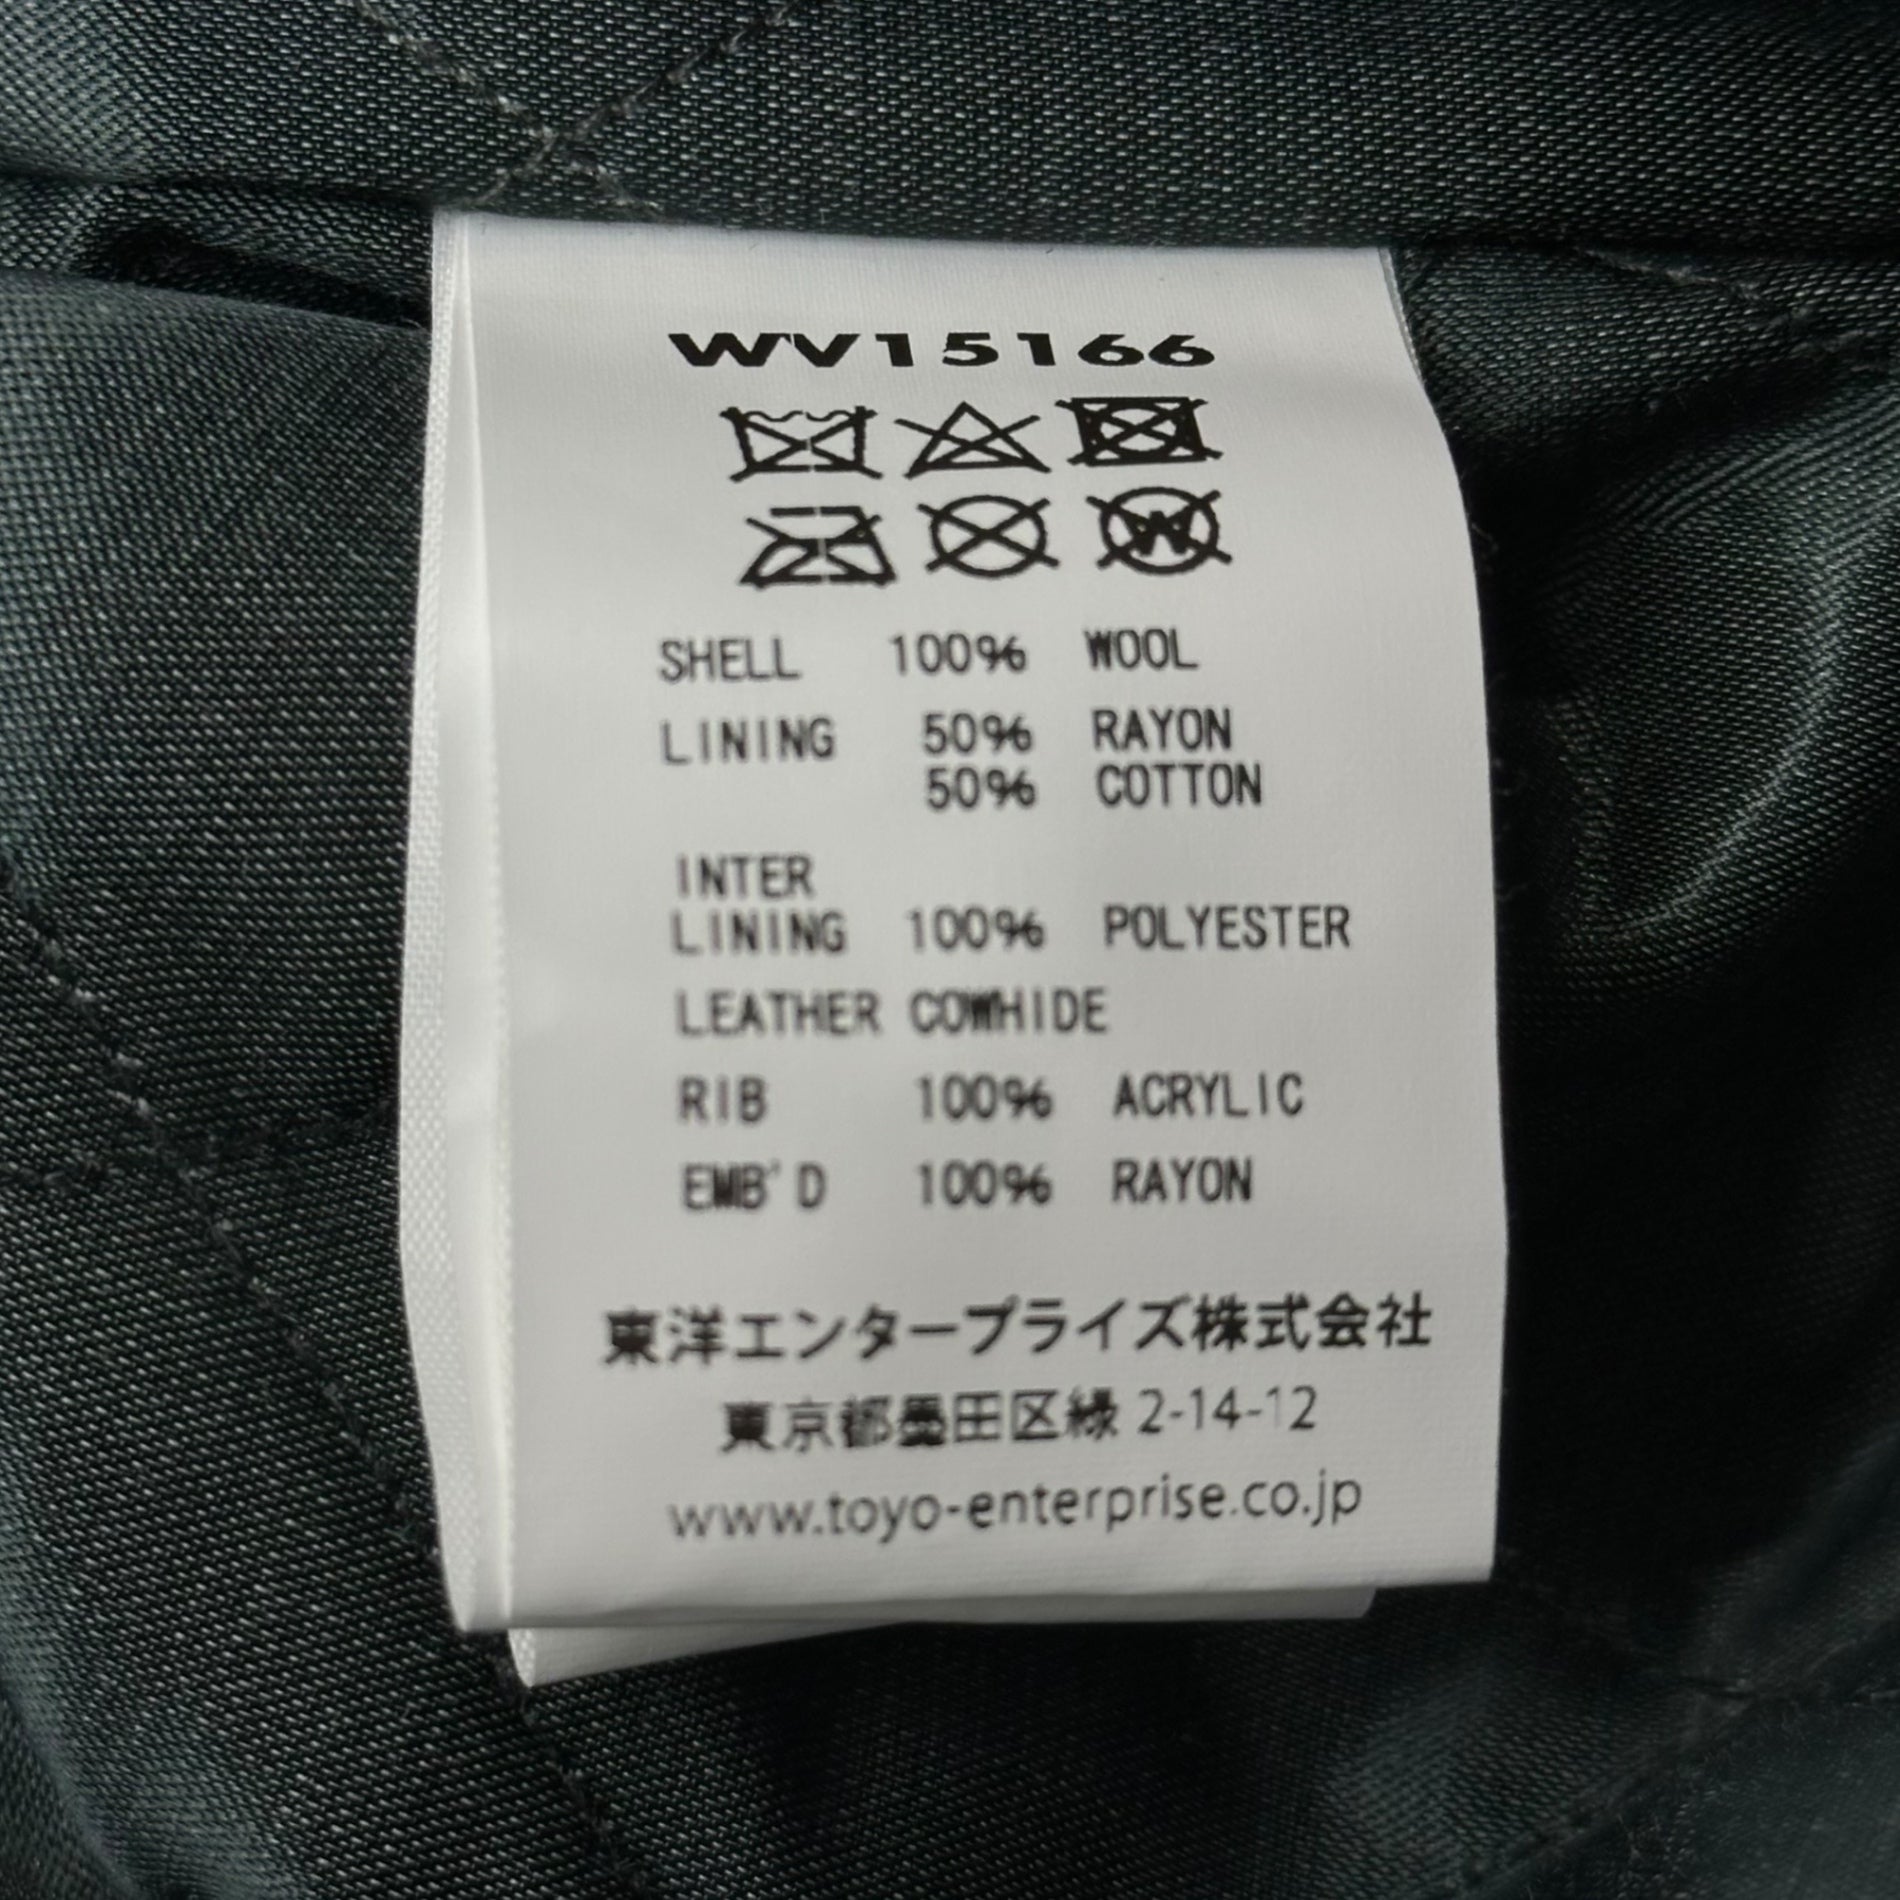 WV15166
SHELL 100% WOOL
LINING 50% RAYON
50% COTTON
INTER
LINING 100% POLYESTER
LEATHER COWHIDE
RIB 100% ACRYLIC
EMB'D 100% RAYON
東洋エンタープライズ株式会社
東京都墨田区緑 2-14-12
www.toyo-enterprise.co.jp